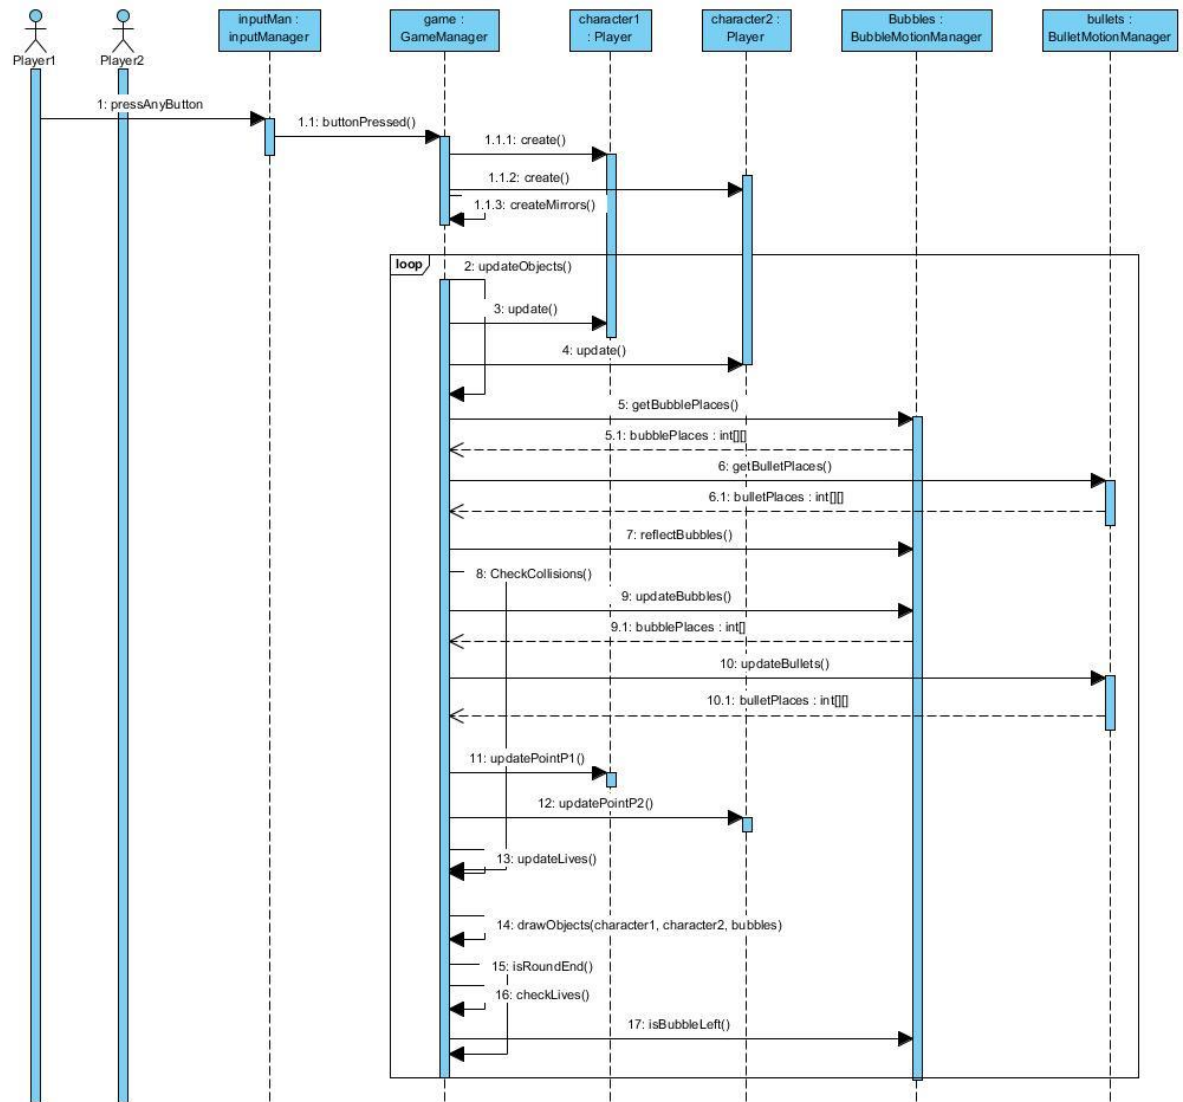 inputMan :
inputManager
game :
GameManager
character1
: Player
character2 :
Player
Bubbles :
BubbleMotionManager
bullets :
BulletMotionManager
Player1
Player2
1: pressAnyButton
1.1: buttonPressed()
1.1.1: create()
1.1.2: create()
1.1.3: createMirrors()
loop
2: updateObjects()
3: update()
4: update()
5: getBubblePlaces()
5.1: bubblePlaces : int[][]
6: getBulletPlaces()
6.1: bulletPlaces : int[][]
7: reflectBubbles()
8: CheckCollisions()
9: updateBubbles()
9.1: bubblePlaces : int[]
10: updateBullets()
10.1: bulletPlaces : int[][]
11: updatePointP1()
12: updatePointP2()
13: updateLives()
14: drawObjects(character1, character2, bubbles)
15: isRoundEnd()
16: checkLives()
17: isBubbleLeft()